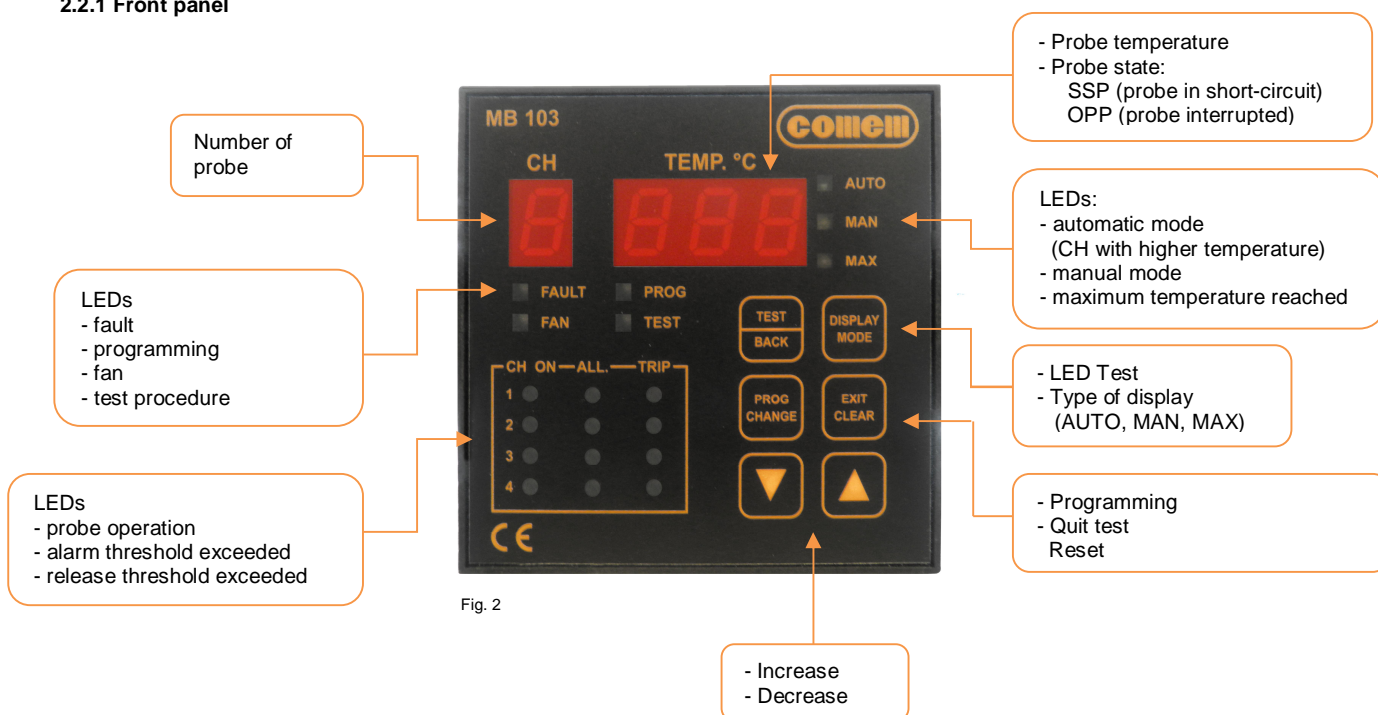 2.2.1 Front panel
- Probe temperature
- Probe state:
SSP (probe in short-circuit)
OPP (probe interrupted)
Number of
probe
MB 103
comem
CH
TEMP. °C
8
888
AUTO
MAN
MAX
LEDs:
- automatic mode
(CH with higher temperature)
- manual mode
- maximum temperature reached
LEDs
- fault
- programming
- fan
- test procedure
FAULT
PROG
FAN
TEST
TEST
BACK
DISPLAY
MODE
- LED Test
- Type of display
(AUTO, MAN, MAX)
CH ON ALL. TRIP
1
2
3
4
PROG
CHANGE
EXIT
CLEAR
LEDs
- probe operation
- alarm threshold exceeded
- release threshold exceeded
- Programming
- Quit test
Reset
CE
Fig. 2
- Increase
- Decrease